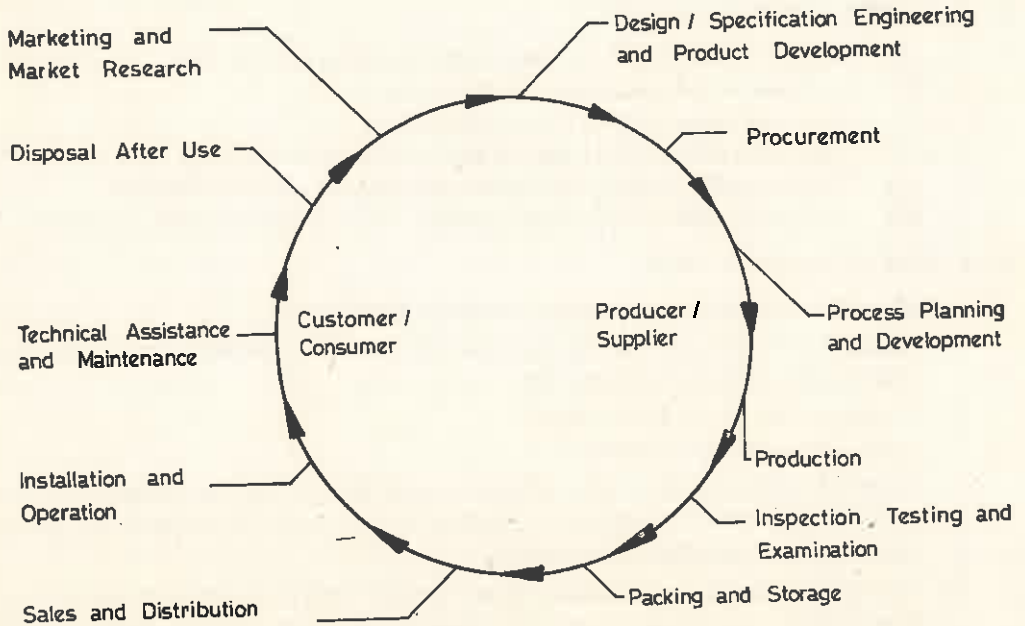 Design / Specification Engineering
and Product Development
Procurement
Process Planning
and Development
Production
Inspection Testing and
Examination
Packing and Storage
Sales and Distribution
Installation and
Operation
Technical Assistance
and Maintenance
Disposal After Use
Marketing and
Market Research
Customer /
Consumer
Producer /
Supplier